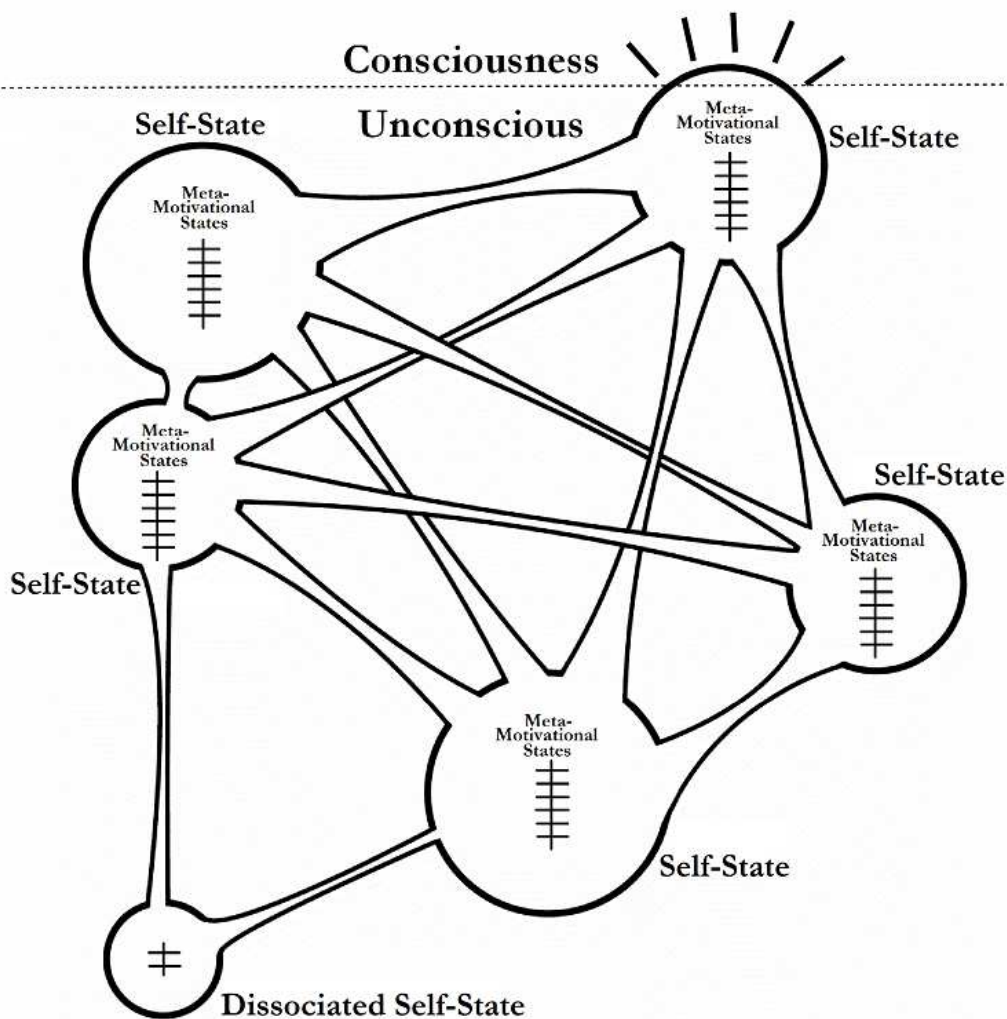 Consciousness
Unconscious
Self-State
Meta-
Motivational
States
Self-State
Meta-
Motivational
States
Meta-
Motivational
States
Self-State
Self-State
Meta-
Motivational
States
Meta-
Motivational
States
Self-State
Dissociated Self-State